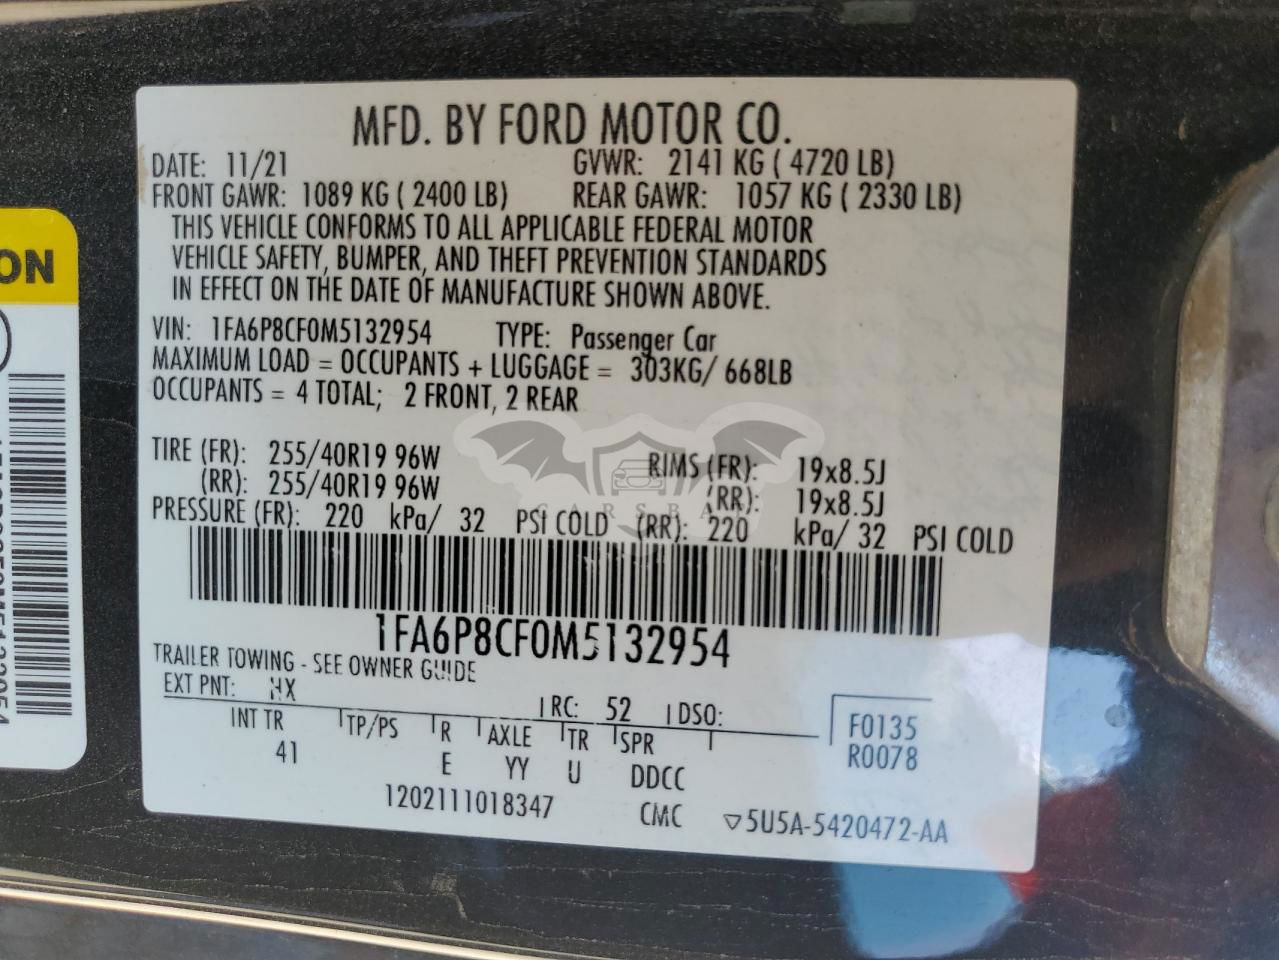 MFD. BY FORD MOTOR CO.
DATE: 11/21 GVWR: 2141 KG ( 4720 LB)
FRONT GAWR: 1089 KG ( 2400 LB) REAR GAWR: 1057 KG ( 2330 LB)
THIS VEHICLE CONFORMS TO ALL APPLICABLE FEDERAL MOTOR
VEHICLE SAFETY, BUMPER, AND THEFT PREVENTION STANDARDS
IN EFFECT ON THE DATE OF MANUFACTURE SHOWN ABOVE.
VIN: 1FA6P8CF0M5132954 TYPE: Passenger Car
MAXIMUM LOAD = OCCUPANTS + LUGGAGE = 303KG/ 668LB
OCCUPANTS = 4 TOTAL; 2 FRONT, 2 REAR
TIRE (FR): 255/40R19 96W RIMS (FR): 19x8.5J
(RR): 255/40R19 96W (RR): 19x8.5J
PRESSURE (FR): 220 kPa/ 32 PSI COLD (RR): 220 kPa/ 32 PSI COLD
1FA6P8CF0M5132954
TRAILER TOWING - SEE OWNER GUIDE
EXT PNT: HX RC: 52 DSO:
INT TR TP/PS R AXLE TR SPR F0135
41 E YY U DDCC R0078
1202111018347 CMC ▽5U5A-5420472-AA
ON